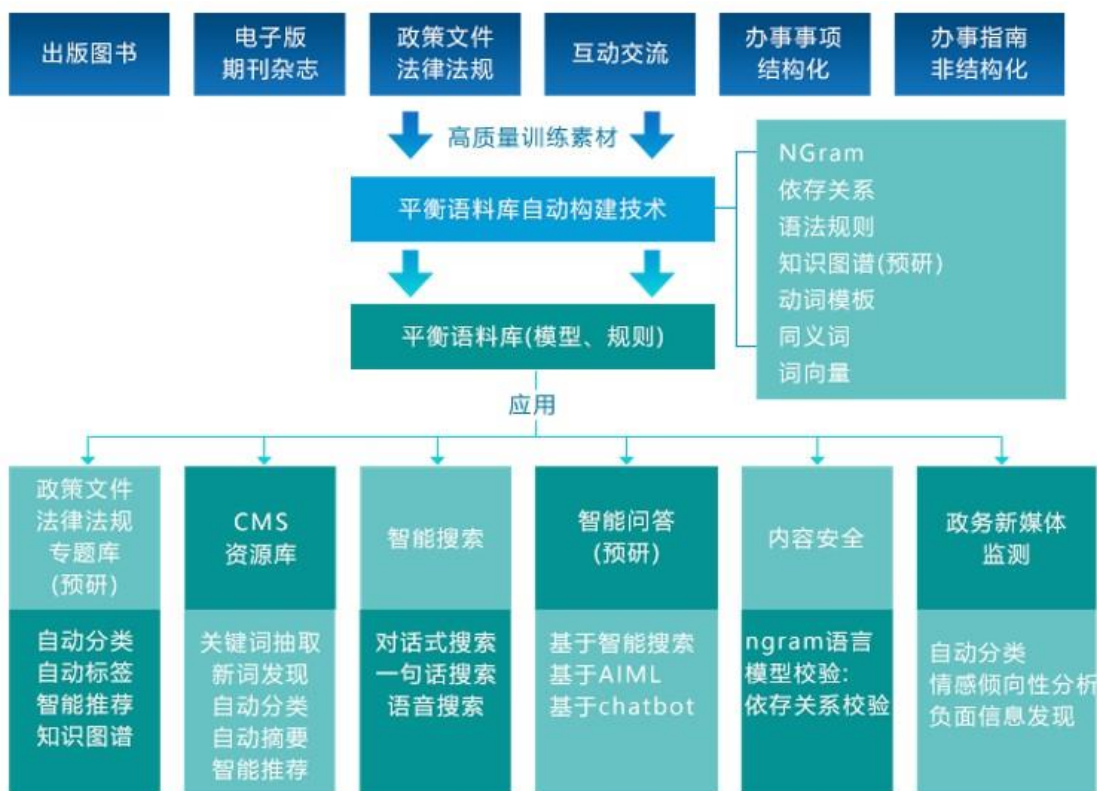 出版图书
电子版
期刊杂志
政策文件
法律法规
互动交流
办事事项
结构化
办事指南
非结构化
高质量训练素材
平衡语料库自动构建技术
NGram
依存关系
语法规则
知识图谱(预研)
动词模板
同义词
词向量
平衡语料库(模型、规则)
应用
政策文件
法律法规
专题库
(预研)
自动分类
自动标签
智能推荐
知识图谱
CMS
资源库
关键词抽取
新词发现
自动分类
自动摘要
智能推荐
智能搜索
对话式搜索
一句话搜索
语音搜索
智能问答
(预研)
基于智能搜索
基于AIML
基于chatbot
内容安全
ngram语言
模型校验:
依存关系校验
政务新媒体
监测
自动分类
情感倾向性分析
负面信息发现